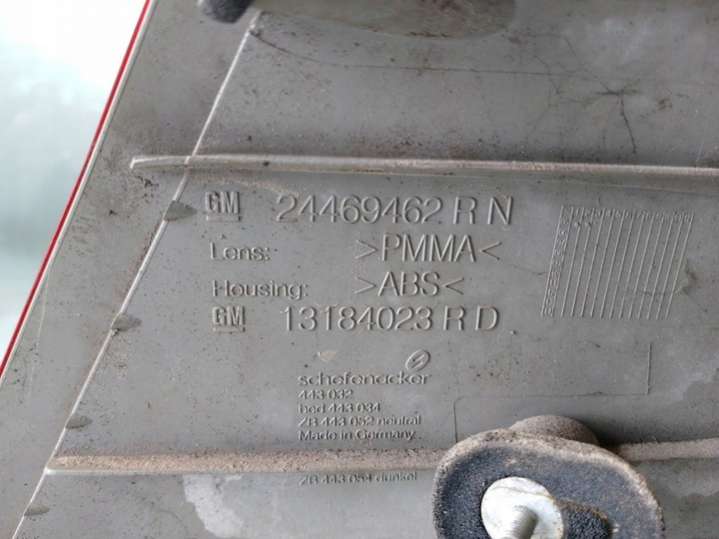 GM 24469462 R N
Lens: >PMMA<
Housing: >ABS<
GM 13184023 R D
schefenacker
443 032
bed 443 034
ZB 443 052 neutral
Made in Germany
ZB 443 054 dunkel